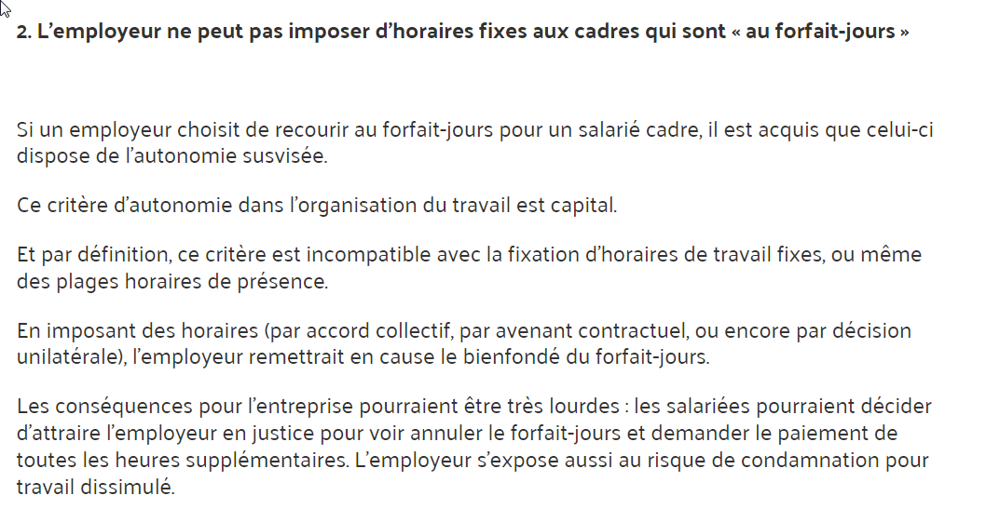 2. L’employeur ne peut pas imposer d’horaires fixes aux cadres qui sont « au forfait-jours »
Si un employeur choisit de recourir au forfait-jours pour un salarié cadre, il est acquis que celui-ci
dispose de l’autonomie susvisée.
Ce critère d’autonomie dans l’organisation du travail est capital.
Et par définition, ce critère est incompatible avec la fixation d’horaires de travail fixes, ou même
des plages horaires de présence.
En imposant des horaires (par accord collectif, par avenant contractuel, ou encore par décision
unilatérale), l’employeur remettrait en cause le bienfondé du forfait-jours.
Les conséquences pour l’entreprise pourraient être très lourdes : les salariées pourraient décider
d’attraire l’employeur en justice pour voir annuler le forfait-jours et demander le paiement de
toutes les heures supplémentaires. L’employeur s’expose aussi au risque de condamnation pour
travail dissimulé.